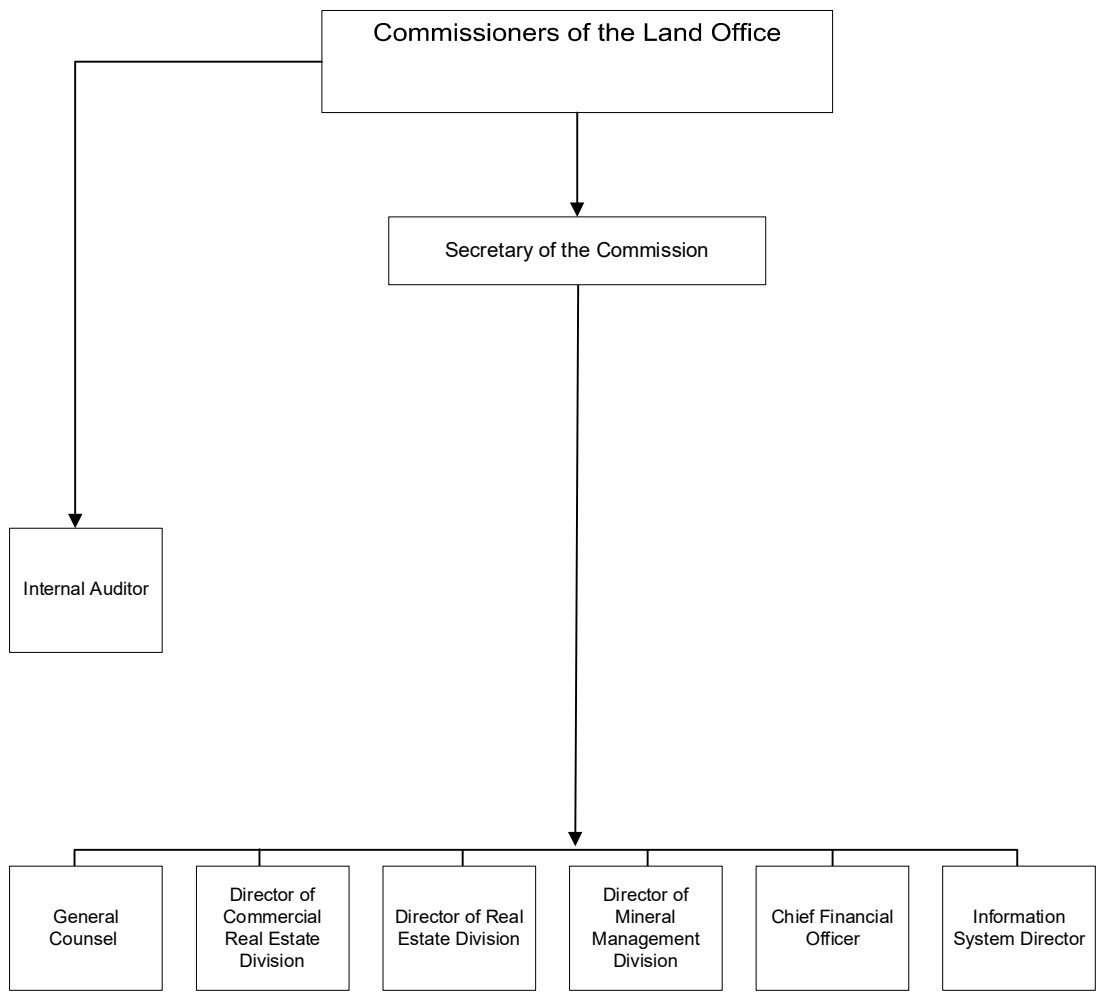 Commissioners of the Land Office
Secretary of the Commission
Internal Auditor
General
Counsel
Director of
Commercial
Real Estate
Division
Director of Real
Estate Division
Director of
Mineral
Management
Division
Chief Financial
Officer
Information
System Director